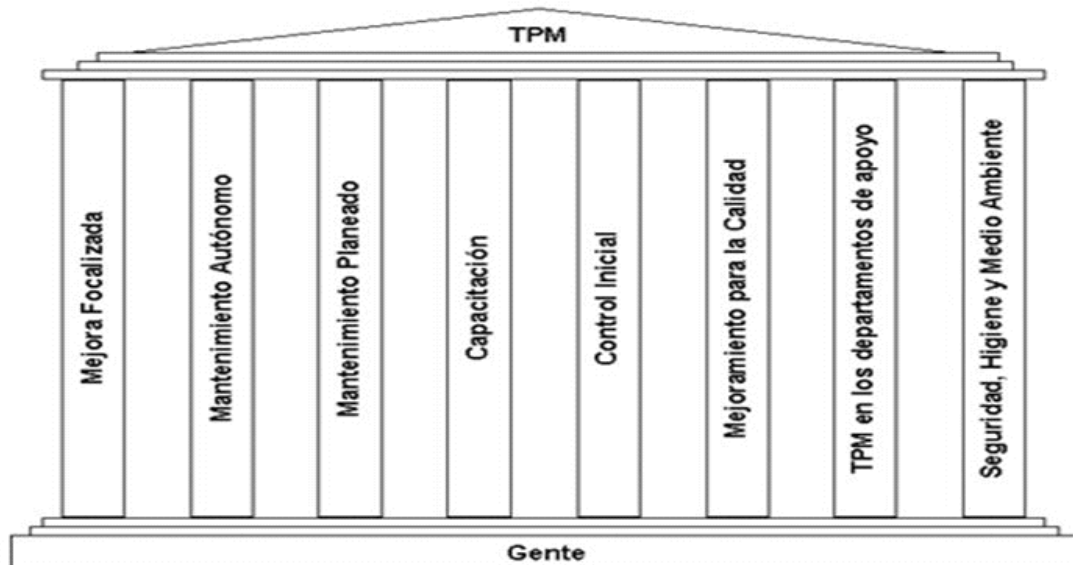 TPM
Mejora Focalizada
Mantenimiento Autónomo
Mantenimiento Planeado
Capacitación
Control Inicial
Mejoramiento para la Calidad
TPM en los departamentos de apoyo
Seguridad, Higiene y Medio Ambiente
Gente